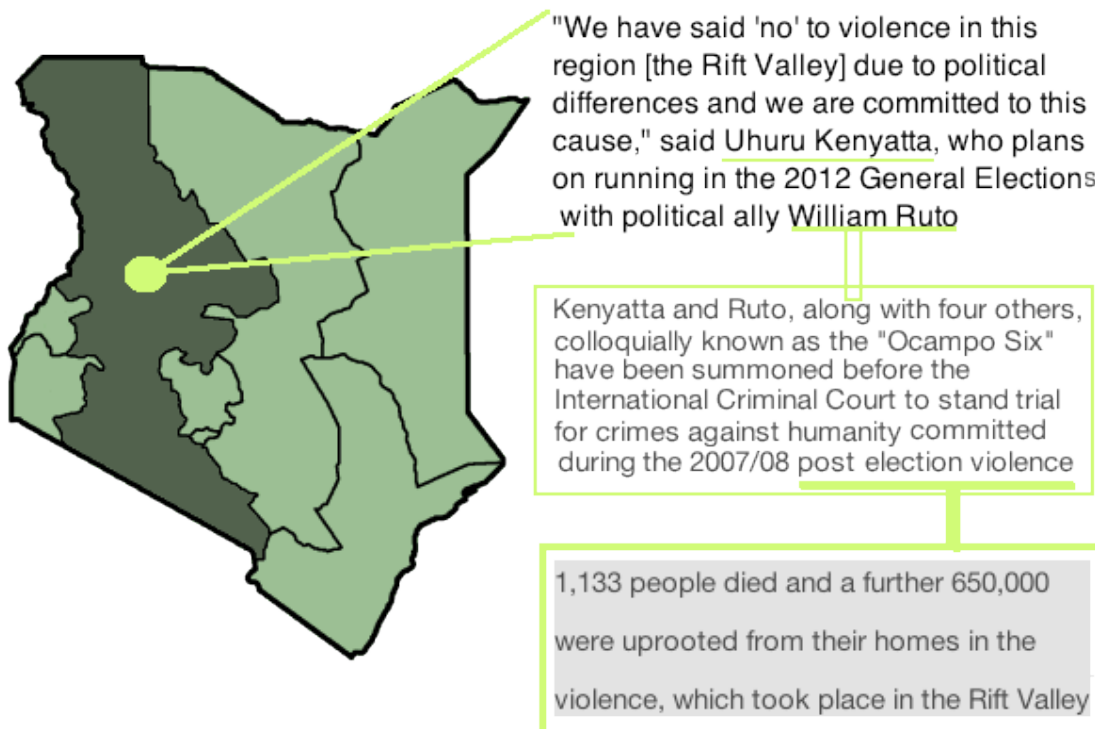 "We have said 'no' to violence in this
region [the Rift Valley] due to political
differences and we are committed to this
cause," said Uhuru Kenyatta, who plans
on running in the 2012 General Elections
with political ally William Ruto
Kenyatta and Ruto, along with four others,
colloquially known as the "Ocampo Six"
have been summoned before the
International Criminal Court to stand trial
for crimes against humanity committed
during the 2007/08 post election violence
1,133 people died and a further 650,000
were uprooted from their homes in the
violence, which took place in the Rift Valley